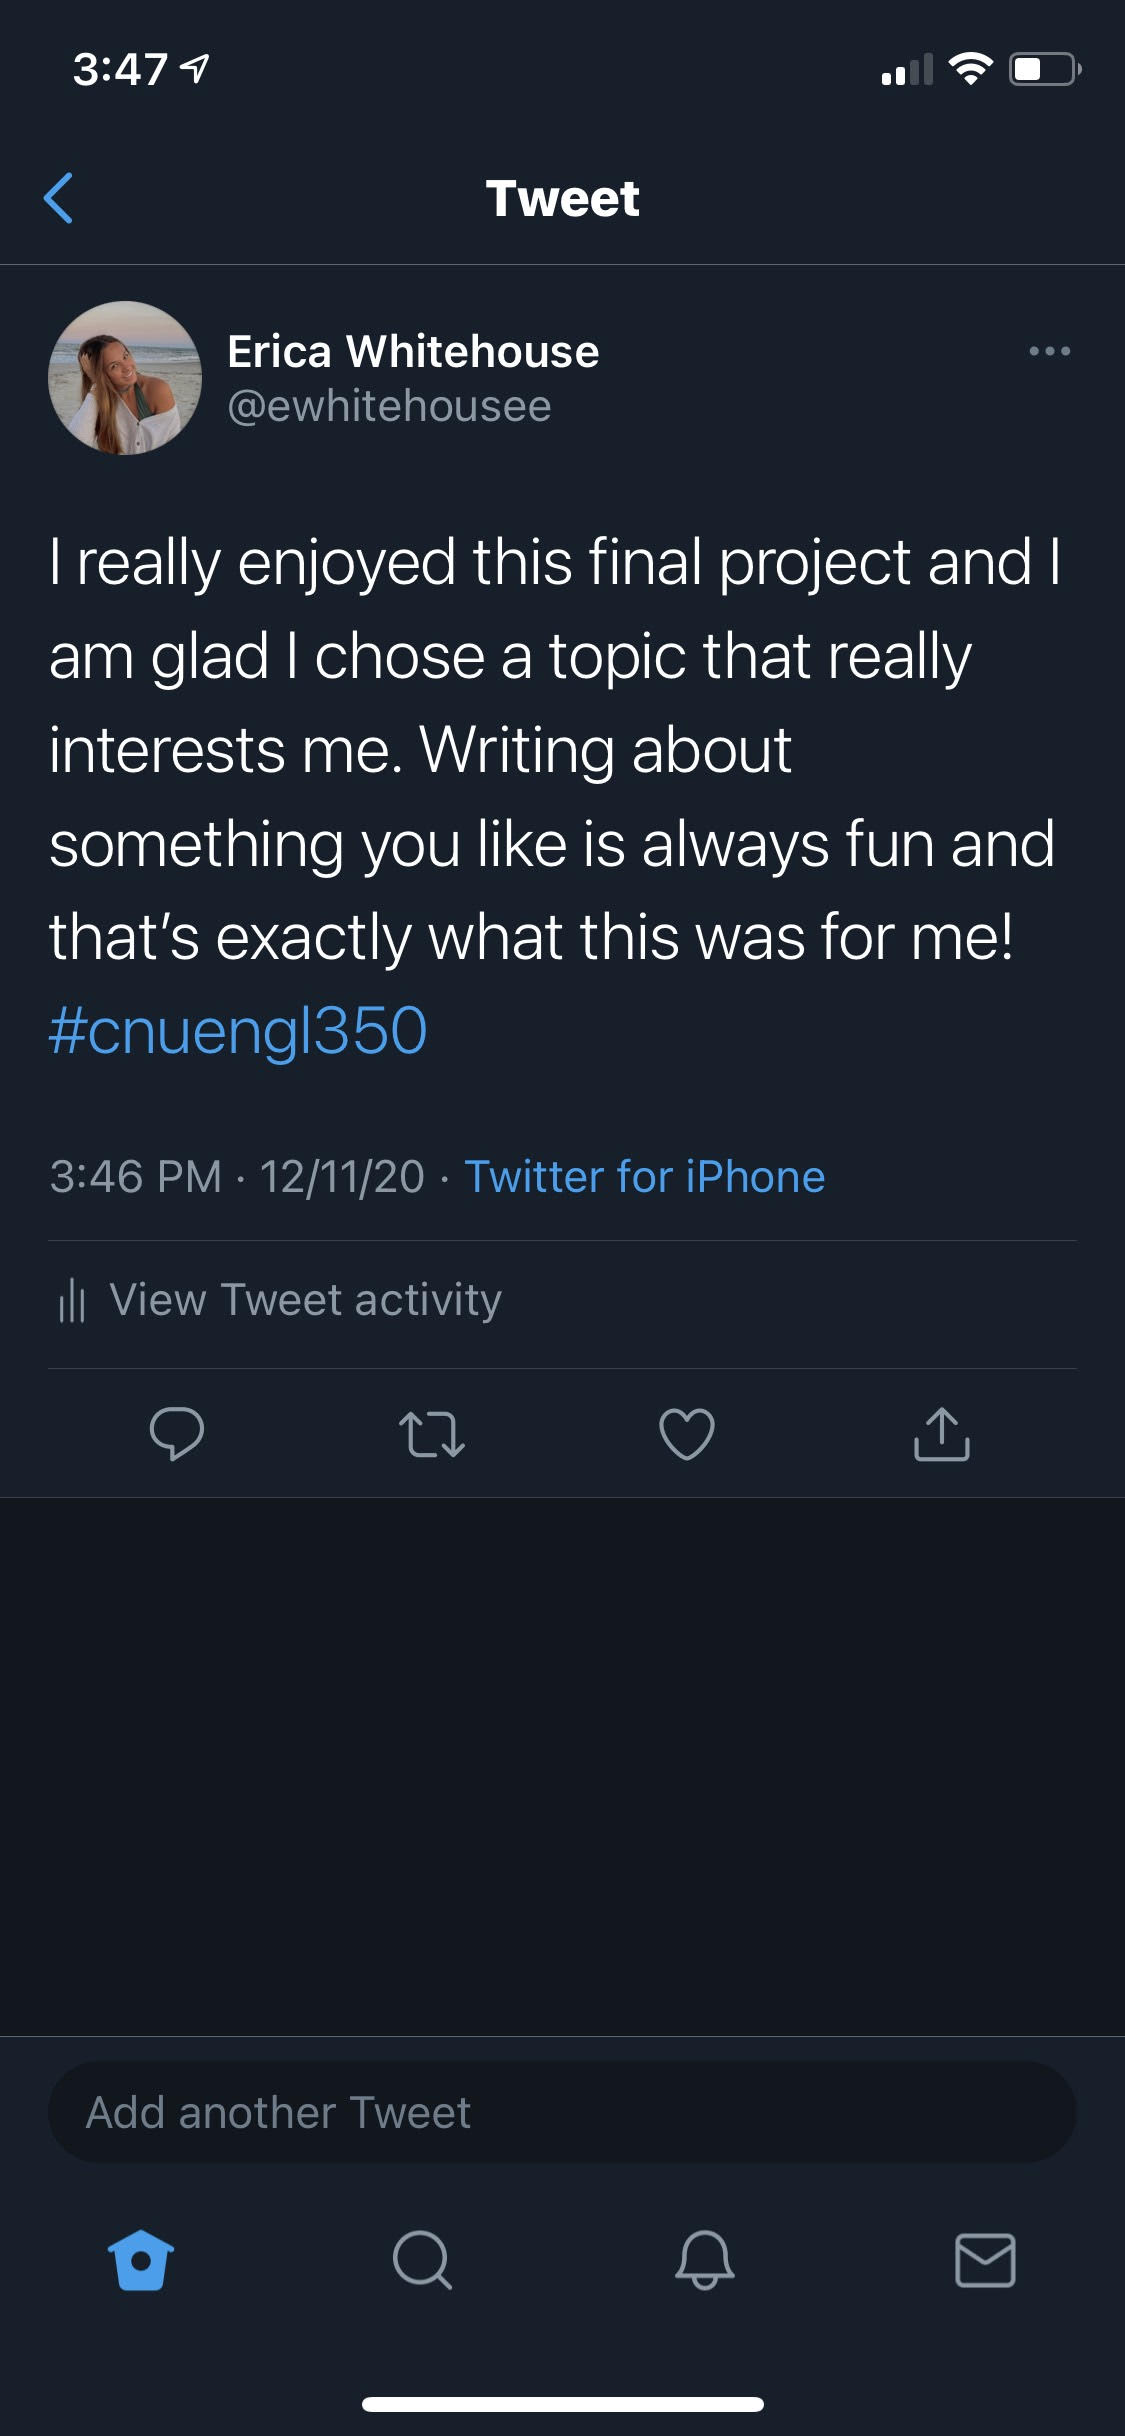 3:47
Tweet
Erica Whitehouse
@ewhitehousee
I really enjoyed this final project and I
am glad I chose a topic that really
interests me. Writing about
something you like is always fun and
that’s exactly what this was for me!
#cnuengl350
3:46 PM · 12/11/20 · Twitter for iPhone
View Tweet activity
Add another Tweet